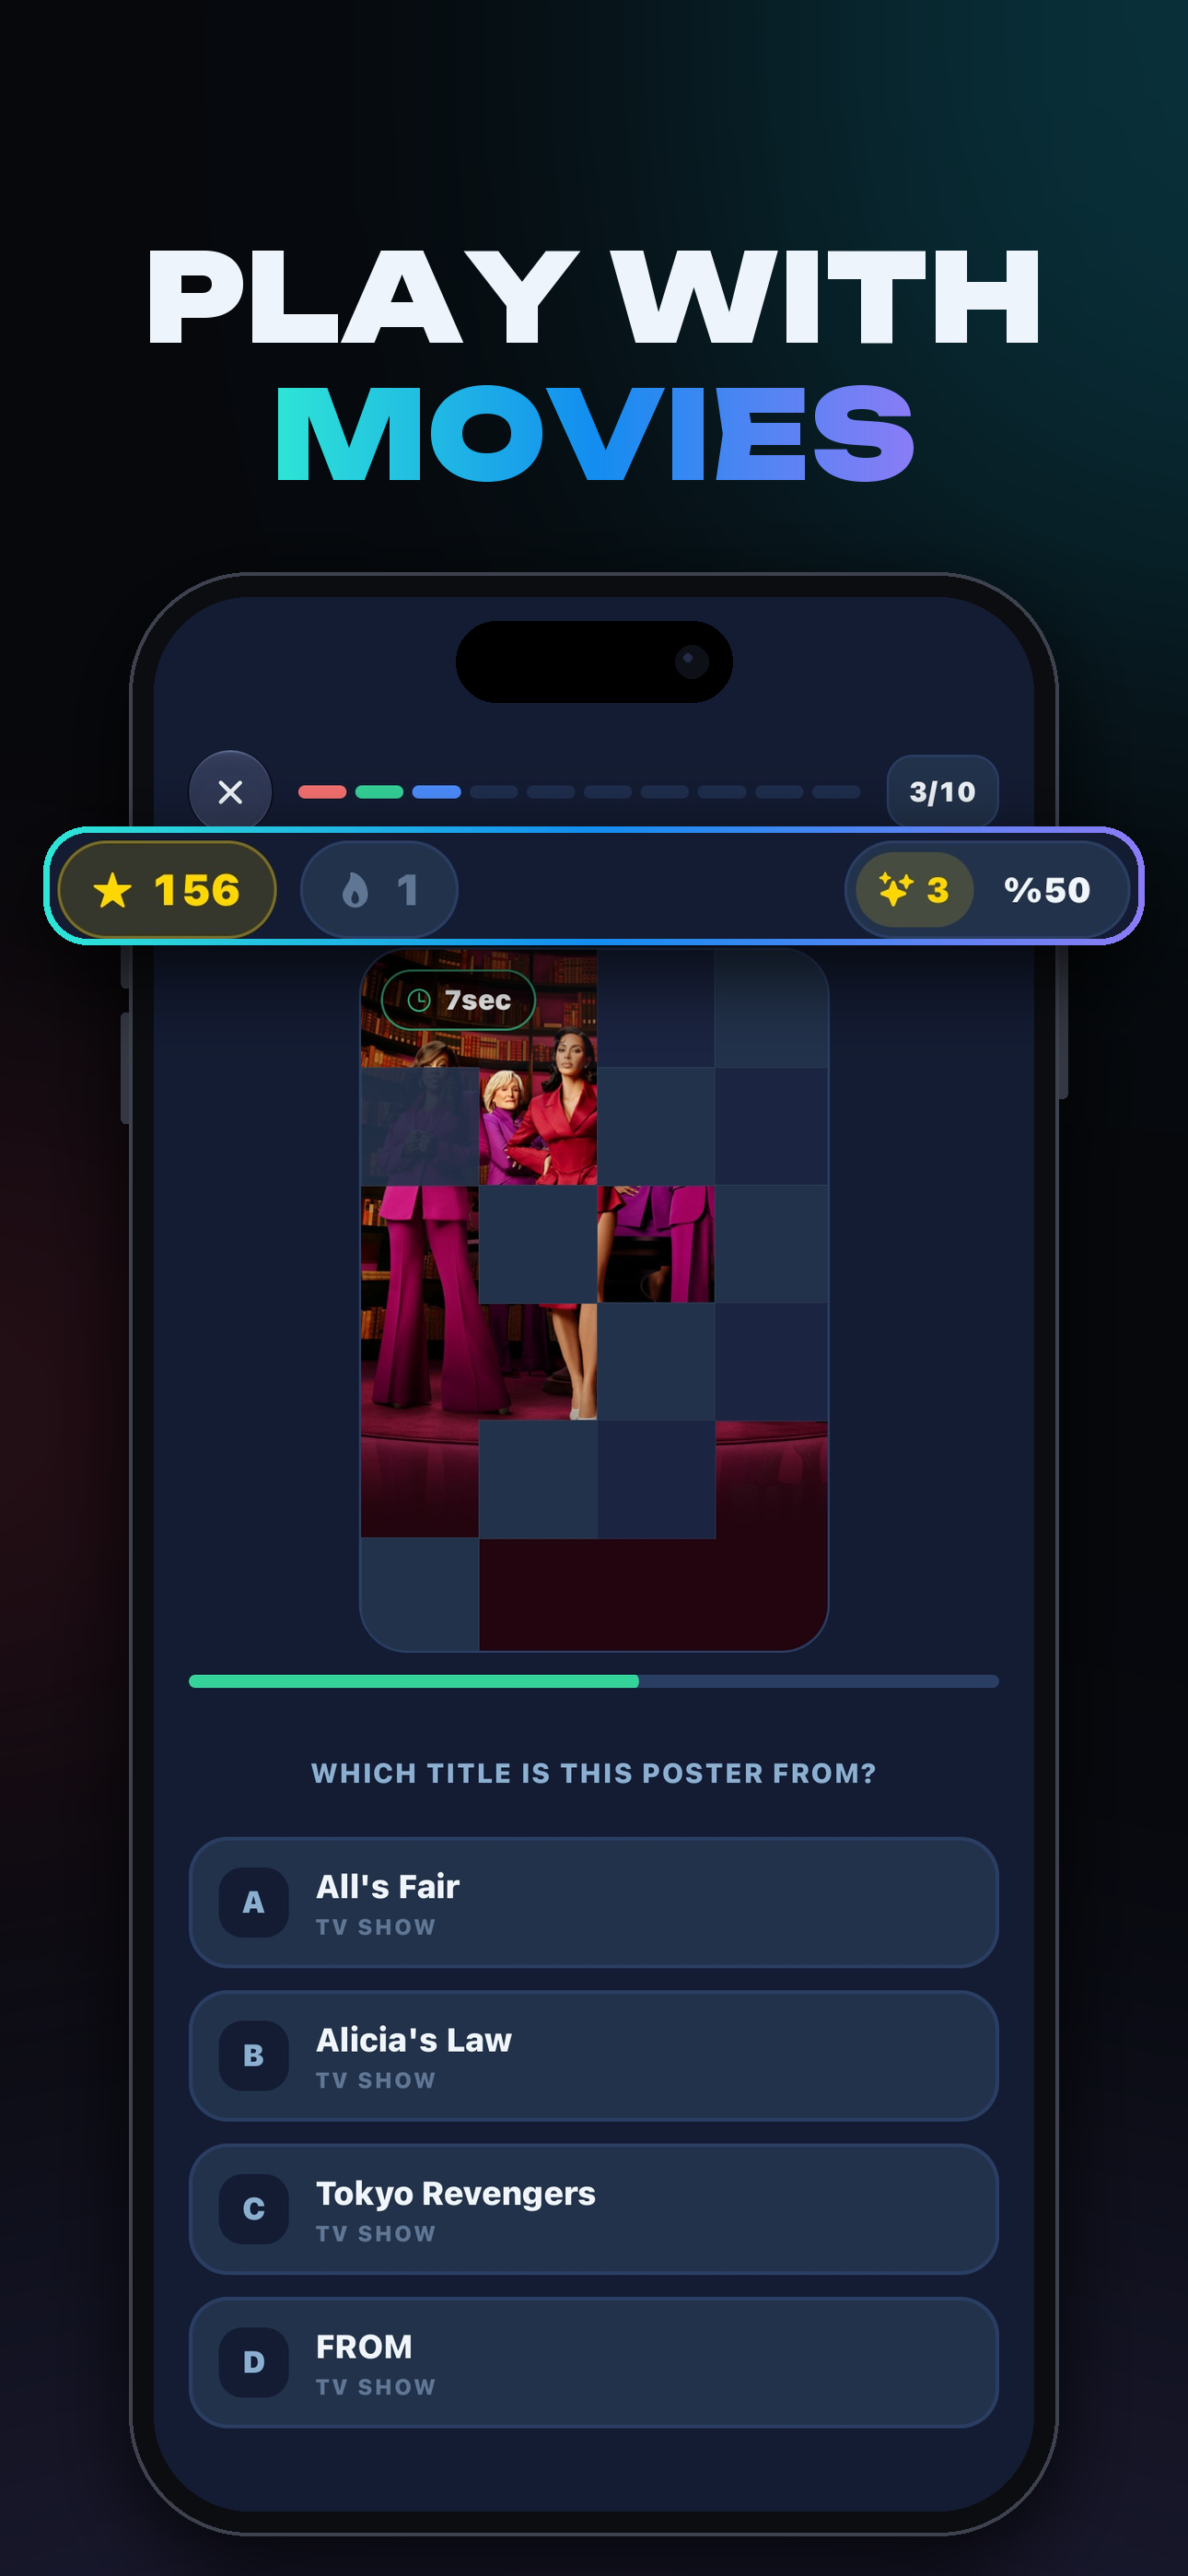 PLAY WITH
MOVIES
3/10
156
1
3
%50
7sec
WHICH TITLE IS THIS POSTER FROM?
A
All's Fair
TV SHOW
B
Alicia's Law
TV SHOW
C
Tokyo Revengers
TV SHOW
D
FROM
TV SHOW